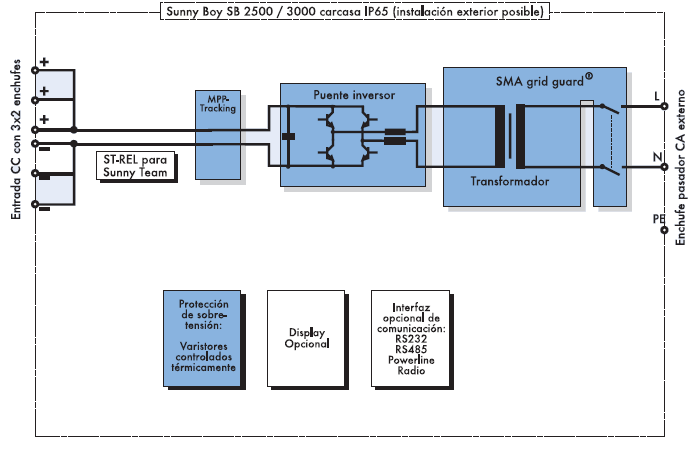 Sunny Boy SB 2500 / 3000 carcasa IP65 (instalación exterior posible)
Entrada CC con 3x2 enchufes
+
+
+
ST-REL para
Sunny Team
MPP-
Tracking
Puente inversor
SMA grid guard®
Transformador
L
N
PE
Enchufe pasador CA externo
Protección
de sobre-
tensión:
Varistores
controlados
térmicamente
Display
Opcional
Interfaz
opcional de
comunicación:
RS232
RS485
Powerline
Radio